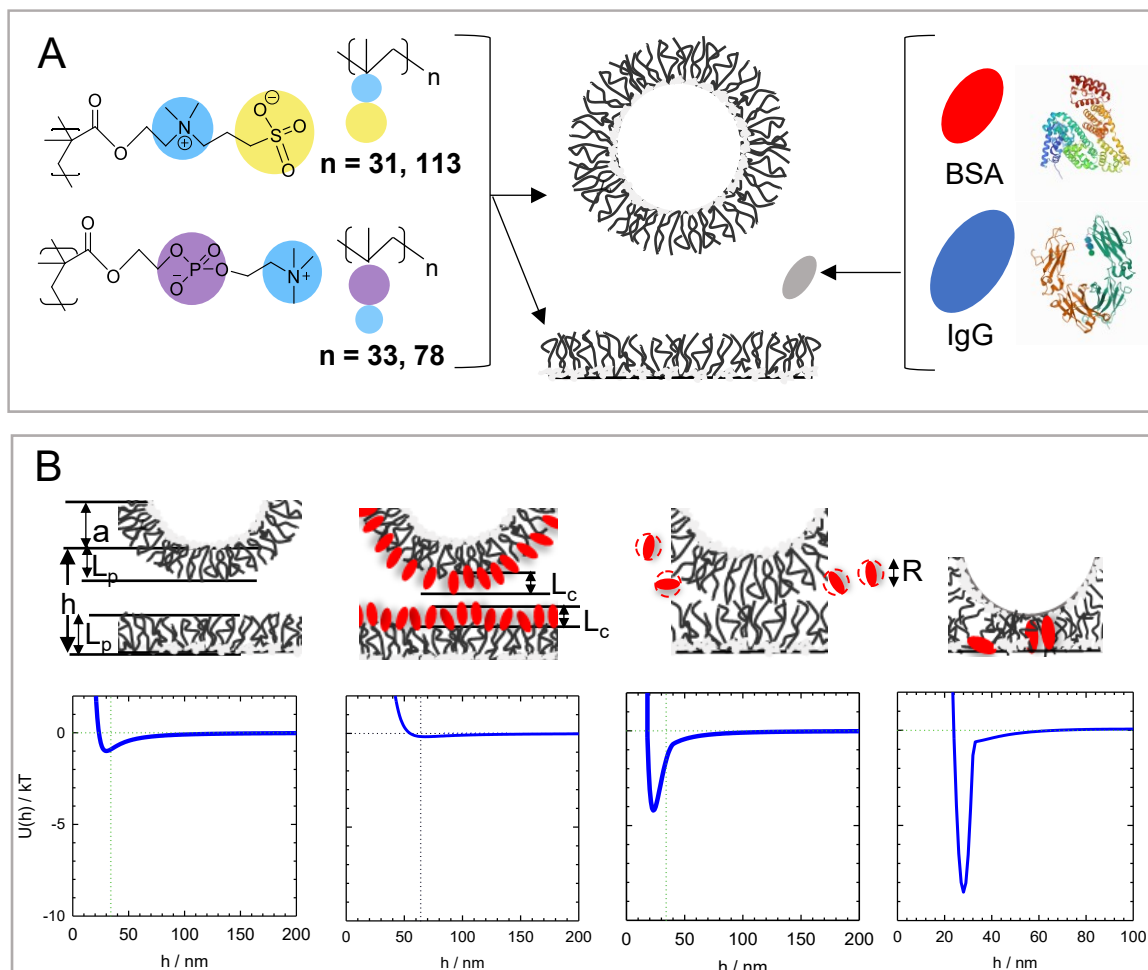 A
O
O
N
+
O
−
S
O
O
n
n = 31, 113
O
O
O
P
O
−
O
O
N
+
n
n = 33, 78
BSA
IgG
B
a
Lp
h
Lp
Lc
Lc
R
U(h) / kT
0
-5
-10
0 50 100 150 200
h / nm
0 50 100 150 200
h / nm
0 50 100 150 200
h / nm
0 20 40 60 80 100
h / nm